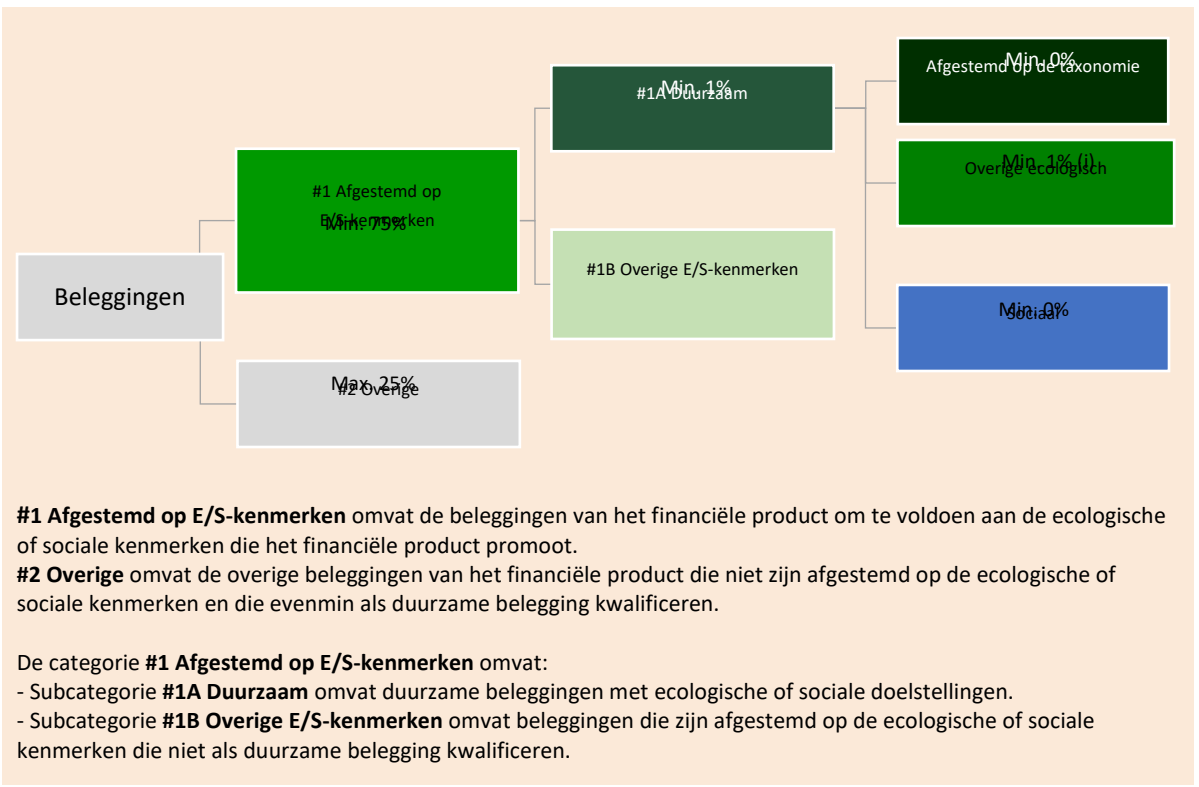 Min. 0%
Afgestemd op de taxonomie
Min. 1%
#1A Duurzaam
Min. 1% (i)
Overige ecologisch
#1 Afgestemd op
E/S-kenmerken
Min. 75%
#1B Overige E/S-kenmerken
Beleggingen
Min. 0%
Sociaal
Max. 25%
#2 Overige
#1 Afgestemd op E/S-kenmerken omvat de beleggingen van het financiële product om te voldoen aan de ecologische
of sociale kenmerken die het financiële product promoot.
#2 Overige omvat de overige beleggingen van het financiële product die niet zijn afgestemd op de ecologische of
sociale kenmerken en die evenmin als duurzame belegging kwalificeren.
De categorie #1 Afgestemd op E/S-kenmerken omvat:
- Subcategorie #1A Duurzaam omvat duurzame beleggingen met ecologische of sociale doelstellingen.
- Subcategorie #1B Overige E/S-kenmerken omvat beleggingen die zijn afgestemd op de ecologische of sociale
kenmerken die niet als duurzame belegging kwalificeren.